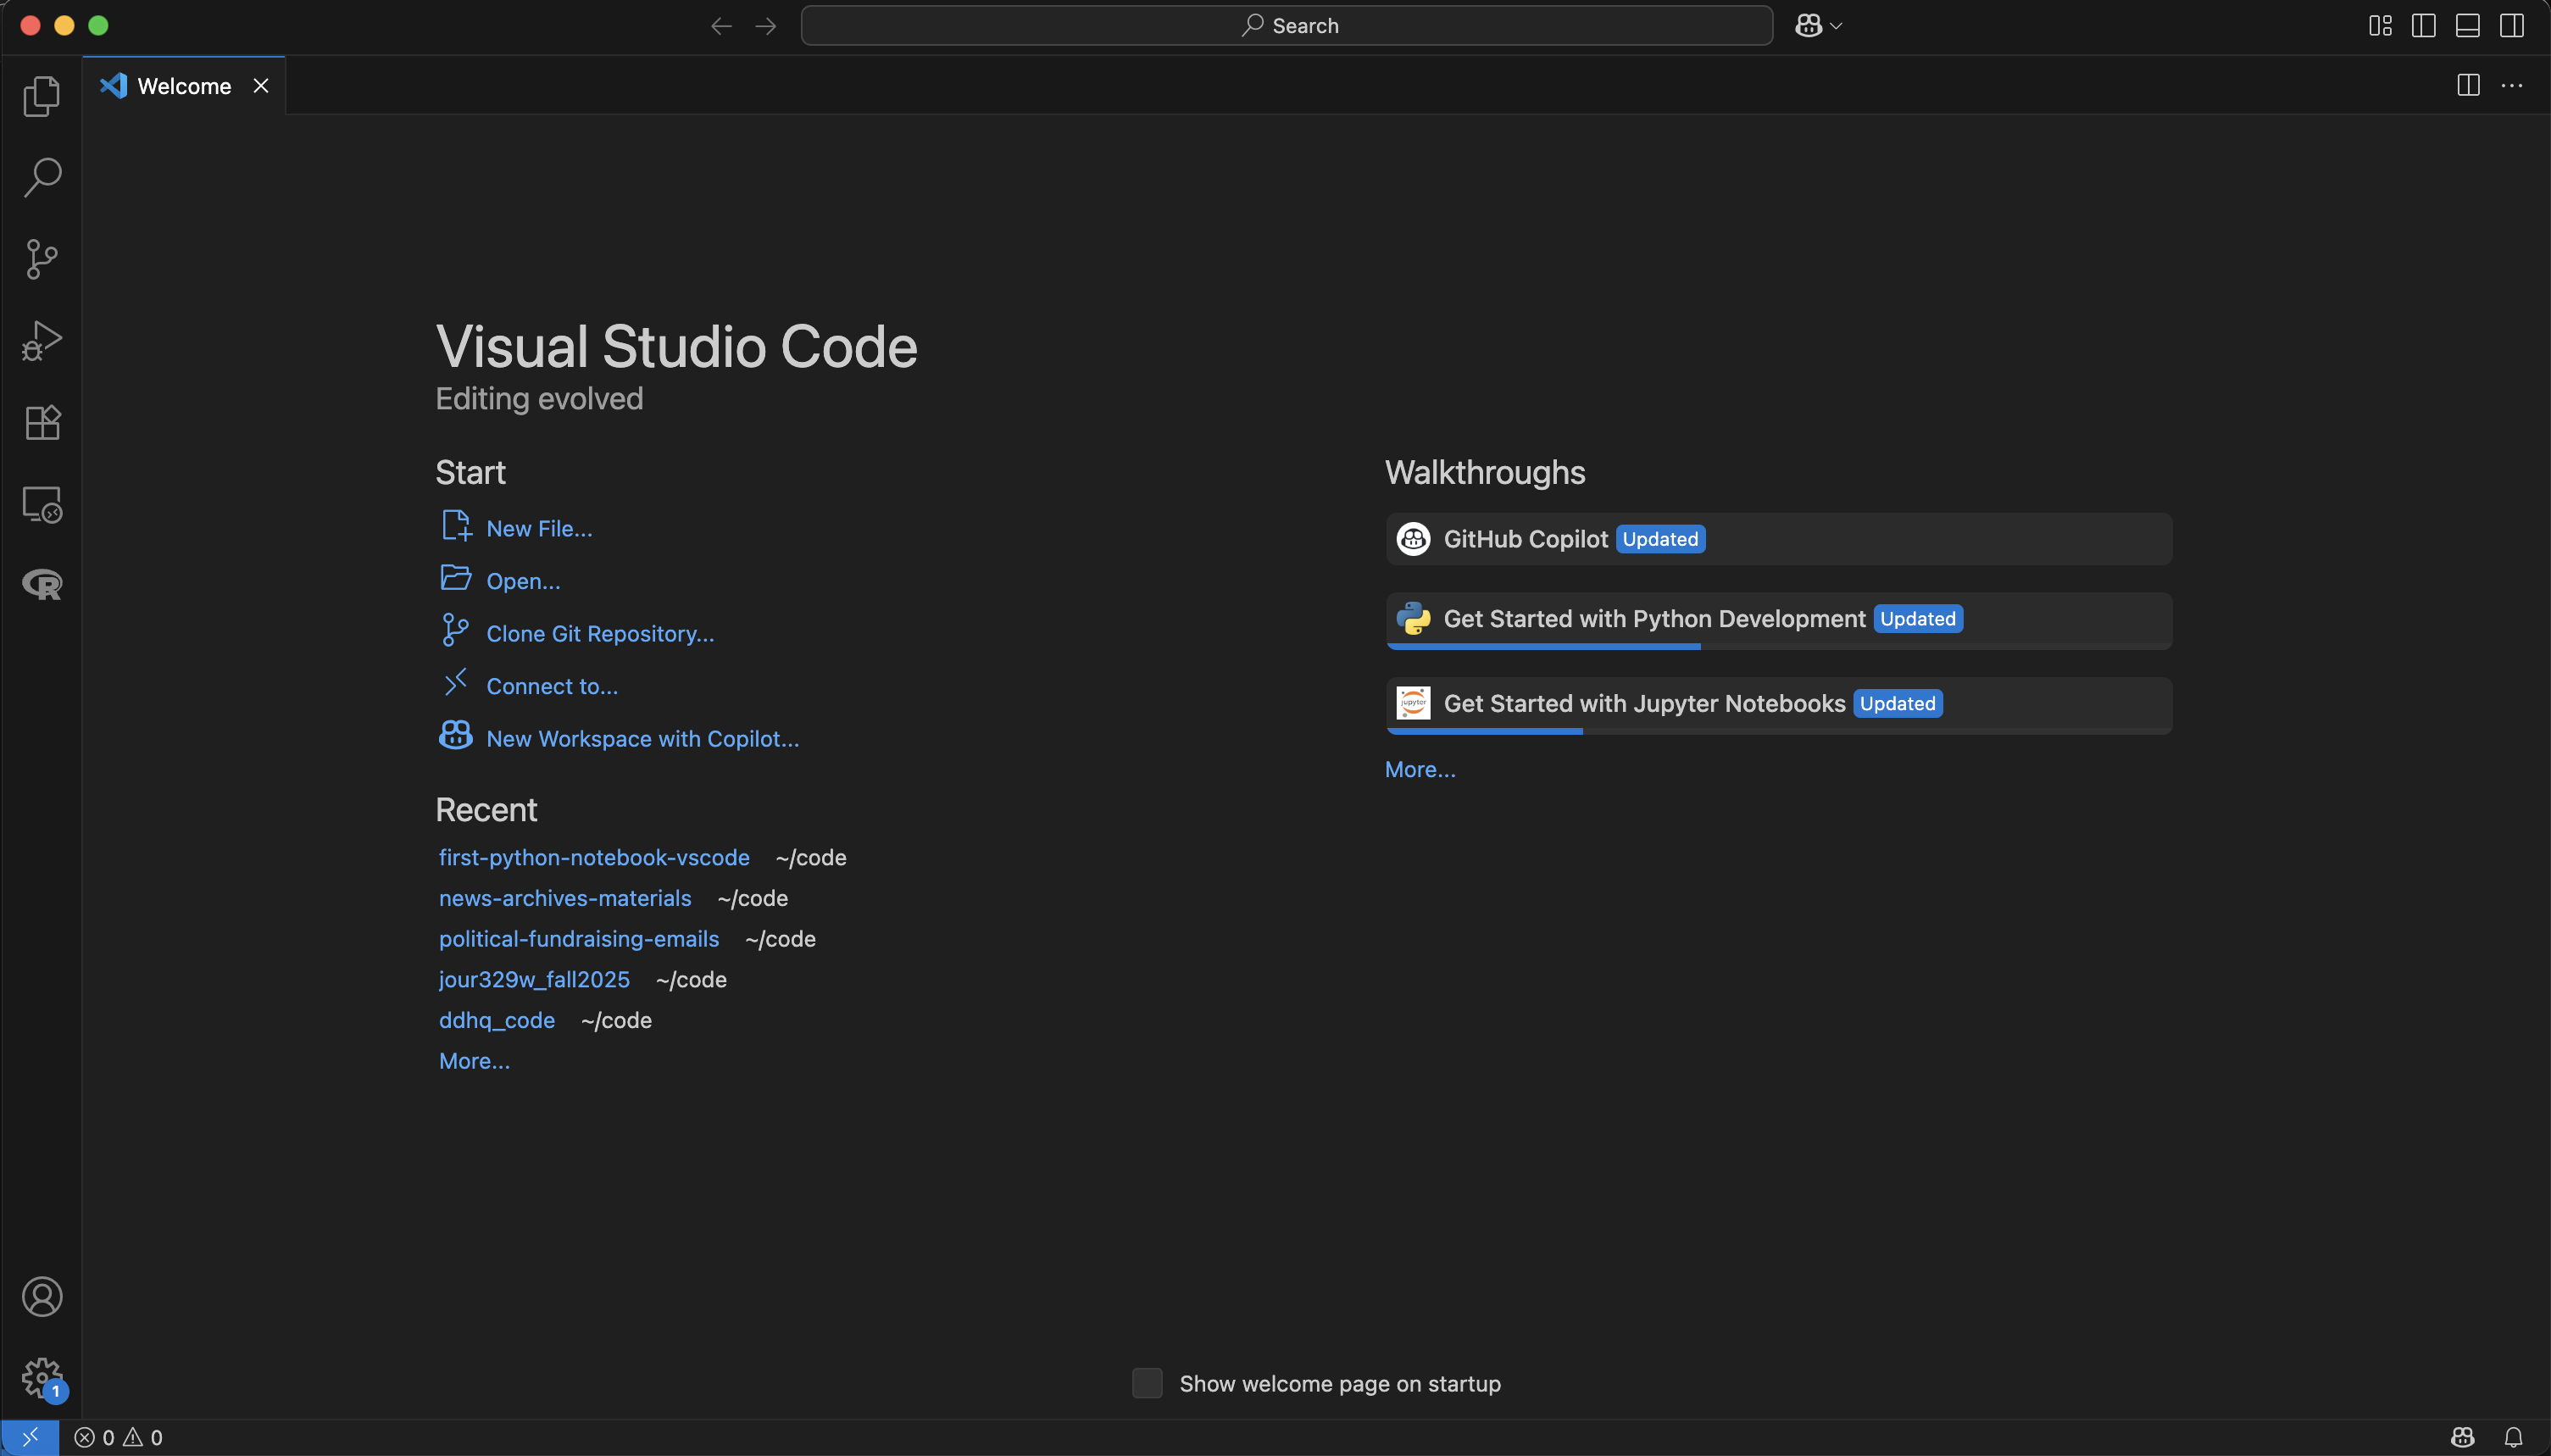 Search
Welcome
Visual Studio Code
Editing evolved
Start
New File...
Open...
Clone Git Repository...
Connect to...
New Workspace with Copilot...
Recent
first-python-notebook-vscode ~/code
news-archives-materials ~/code
political-fundraising-emails ~/code
jour329w_fall2025 ~/code
ddhq_code ~/code
More...
Walkthroughs
GitHub Copilot Updated
Get Started with Python Development Updated
jupyter
Get Started with Jupyter Notebooks Updated
More...
Show welcome page on startup
R
1
0 0